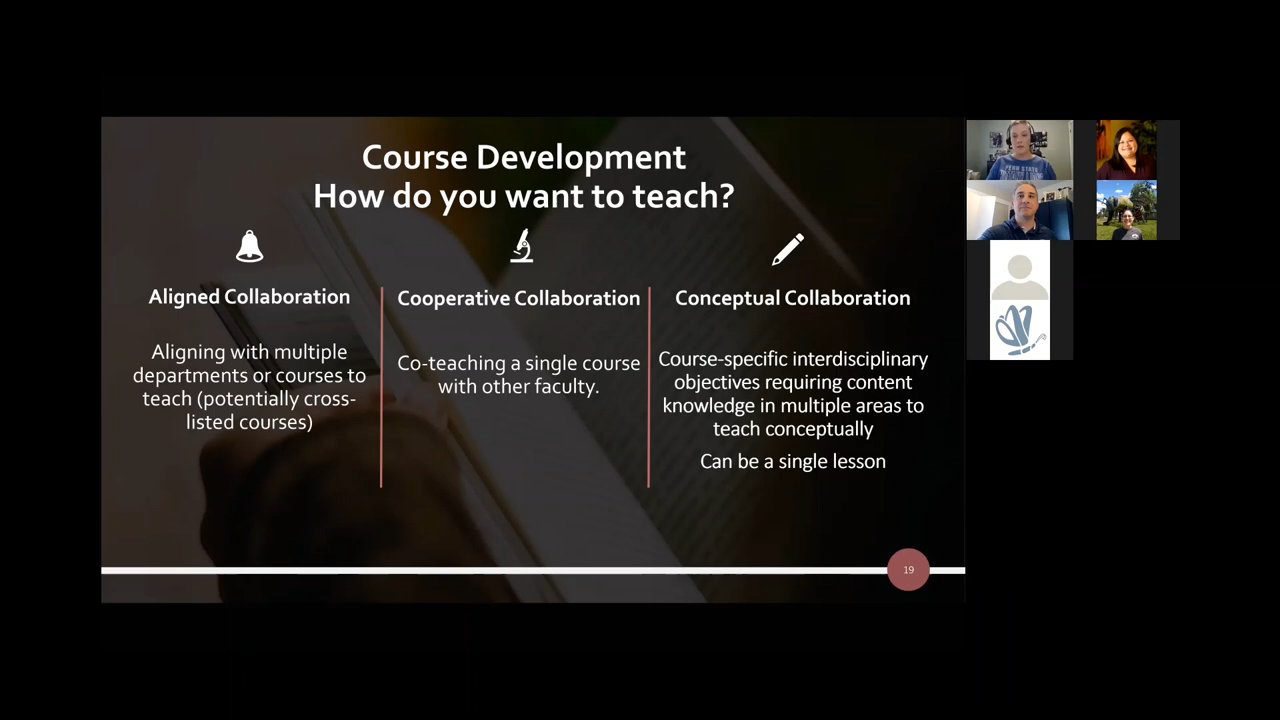 Course Development
How do you want to teach?
Aligned Collaboration
Aligning with multiple
departments or courses to
teach (potentially cross-
listed courses)
Cooperative Collaboration
Co-teaching a single course
with other faculty.
Conceptual Collaboration
Course-specific interdisciplinary
objectives requiring content
knowledge in multiple areas to
teach conceptually
Can be a single lesson
19
PENN STATE